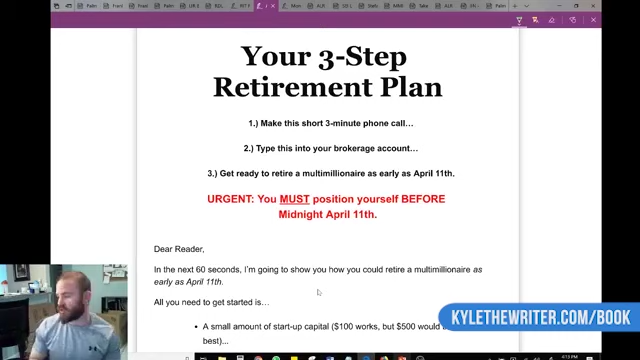 Your 3-Step
Retirement Plan
1.) Make this short 3-minute phone call…
2.) Type this into your brokerage account…
3.) Get ready to retire a multimillionaire as early as April 11th.
URGENT: You MUST position yourself BEFORE
Midnight April 11th.
Dear Reader,
In the next 60 seconds, I'm going to show you how you could retire a multimillionaire as
early as April 11th.
All you need to get started is…
• A small amount of start-up capital ($100 works, but $500 would
best)...
KYLETHEWRITER.COM/BOOK
4:15 PM